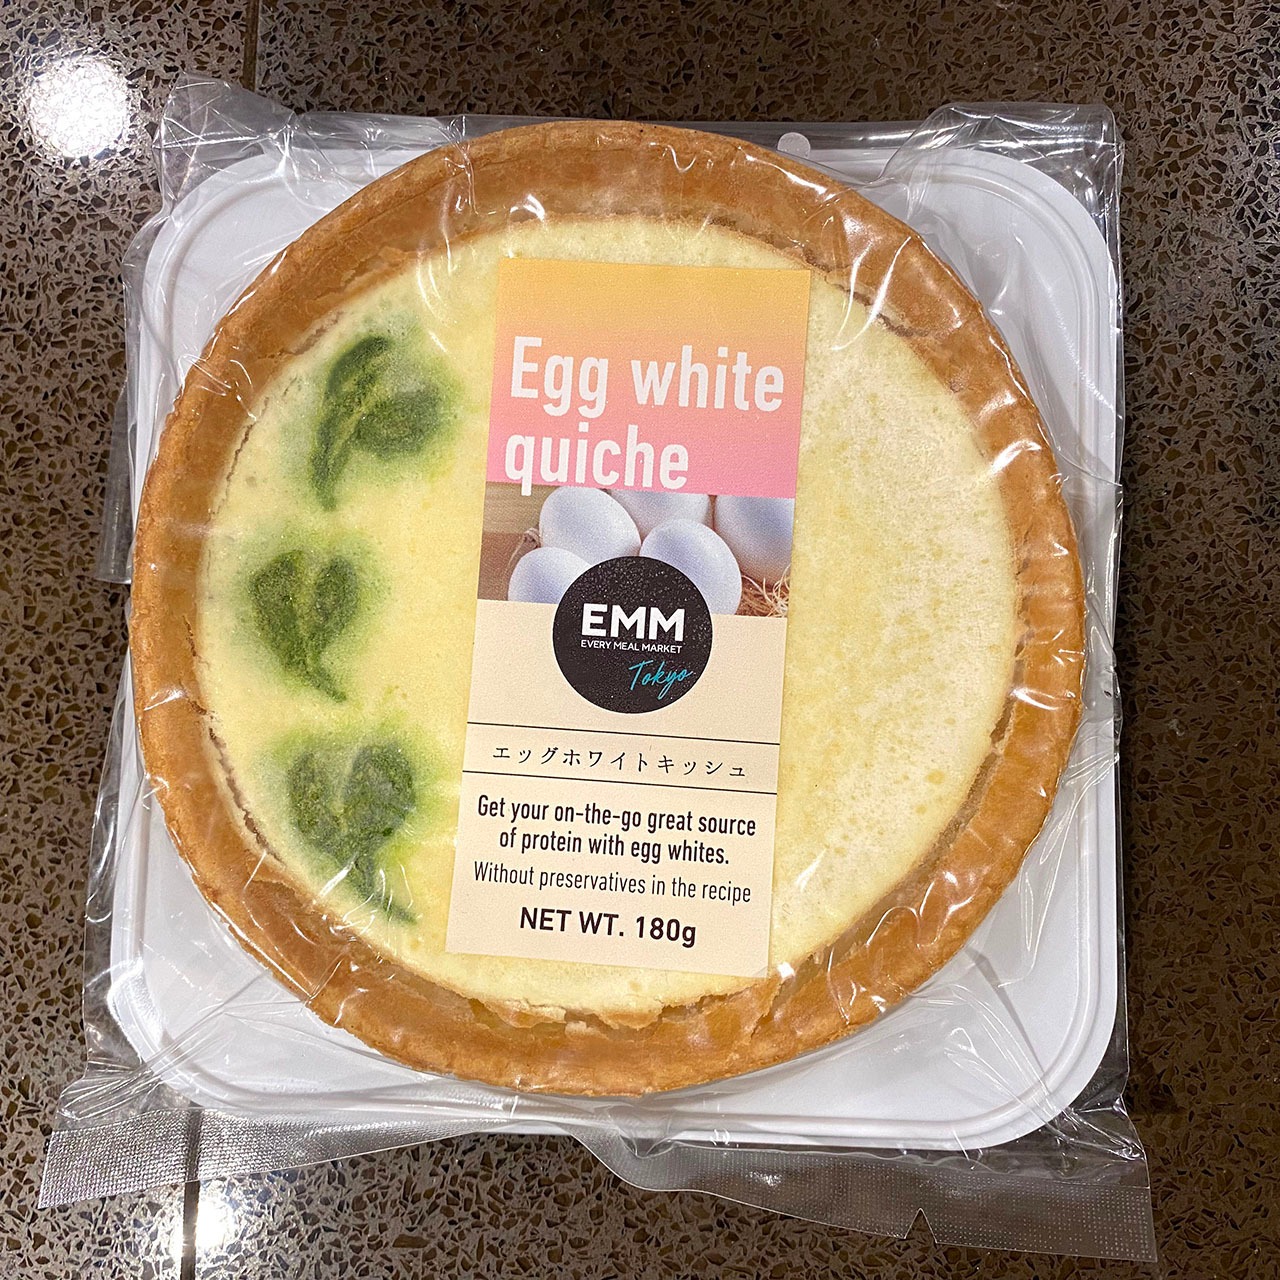 Egg white
quiche
EMM
EVERY MEAL MARKET
Tokyo
エッグホワイトキッシュ
Get your on-the-go great source
of protein with egg whites.
Without preservatives in the recipe
NET WT. 180g